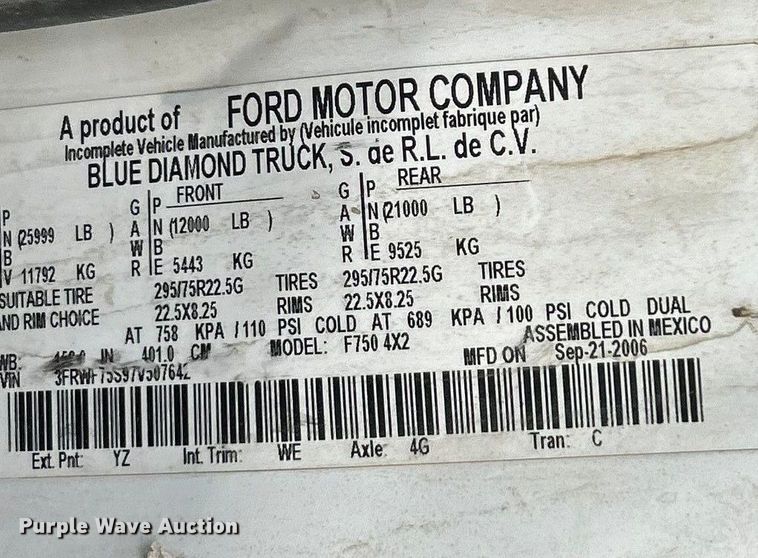 A product of FORD MOTOR COMPANY
Incomplete Vehicle Manufactured by (Vehicule incomplet fabrique par)
BLUE DIAMOND TRUCK, S. de R.L. de C.V.
P G P FRONT G P REAR
N (25999 LB ) A N (12000 LB ) A N (21000 LB )
B W B W B
V 11792 KG R E 5443 KG R E 9525 KG
SUITABLE TIRE 295/75R22.5G TIRES 295/75R22.5G TIRES
AND RIM CHOICE 22.5X8.25 RIMS 22.5X8.25 RIMS
AT 758 KPA / 110 PSI COLD AT 689 KPA / 100 PSI COLD DUAL
ASSEMBLED IN MEXICO
WB. IN 401.0 CM MODEL: F750 4X2 MFD ON Sep-21-2006
VIN 3FRWF75S97V507642
Ext. Pnt: YZ Int. Trim: WE Axle: 4G Tran: C
Purple Wave Auction